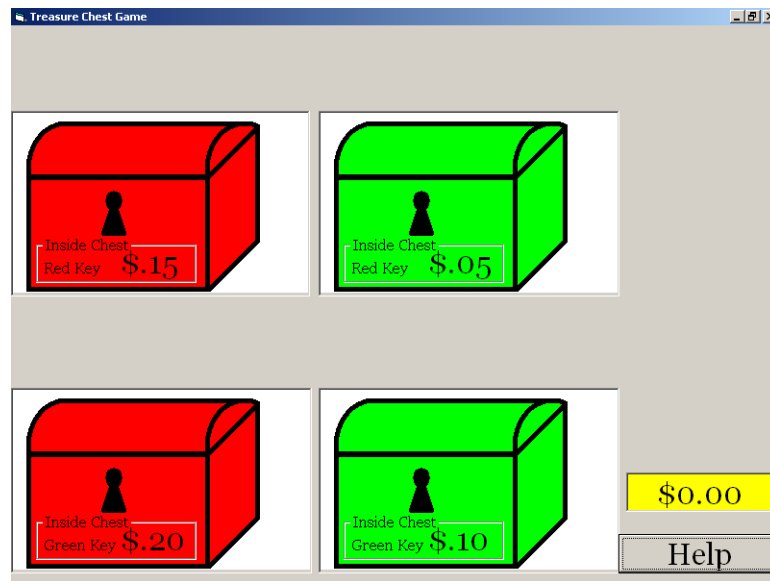 Treasure Chest Game
Inside Chest
Red Key $.15
Inside Chest
Red Key $.05
Inside Chest
Green Key $.20
Inside Chest
Green Key $.10
$0.00
Help